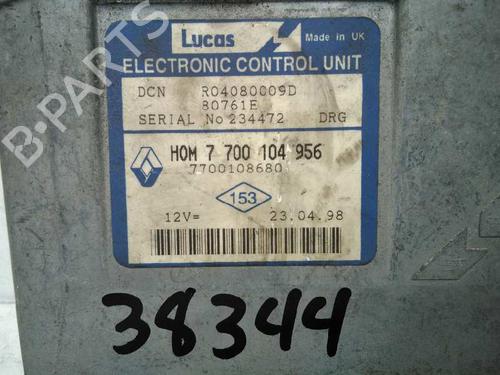 Lucas
Made in UK
ELECTRONIC CONTROL UNIT
DCN R04080009D
80761E
SERIAL No 234472 DRG
HOM 7 700 104 956
7700108680
153
12V= 23.04.98
38344
B-PARTS